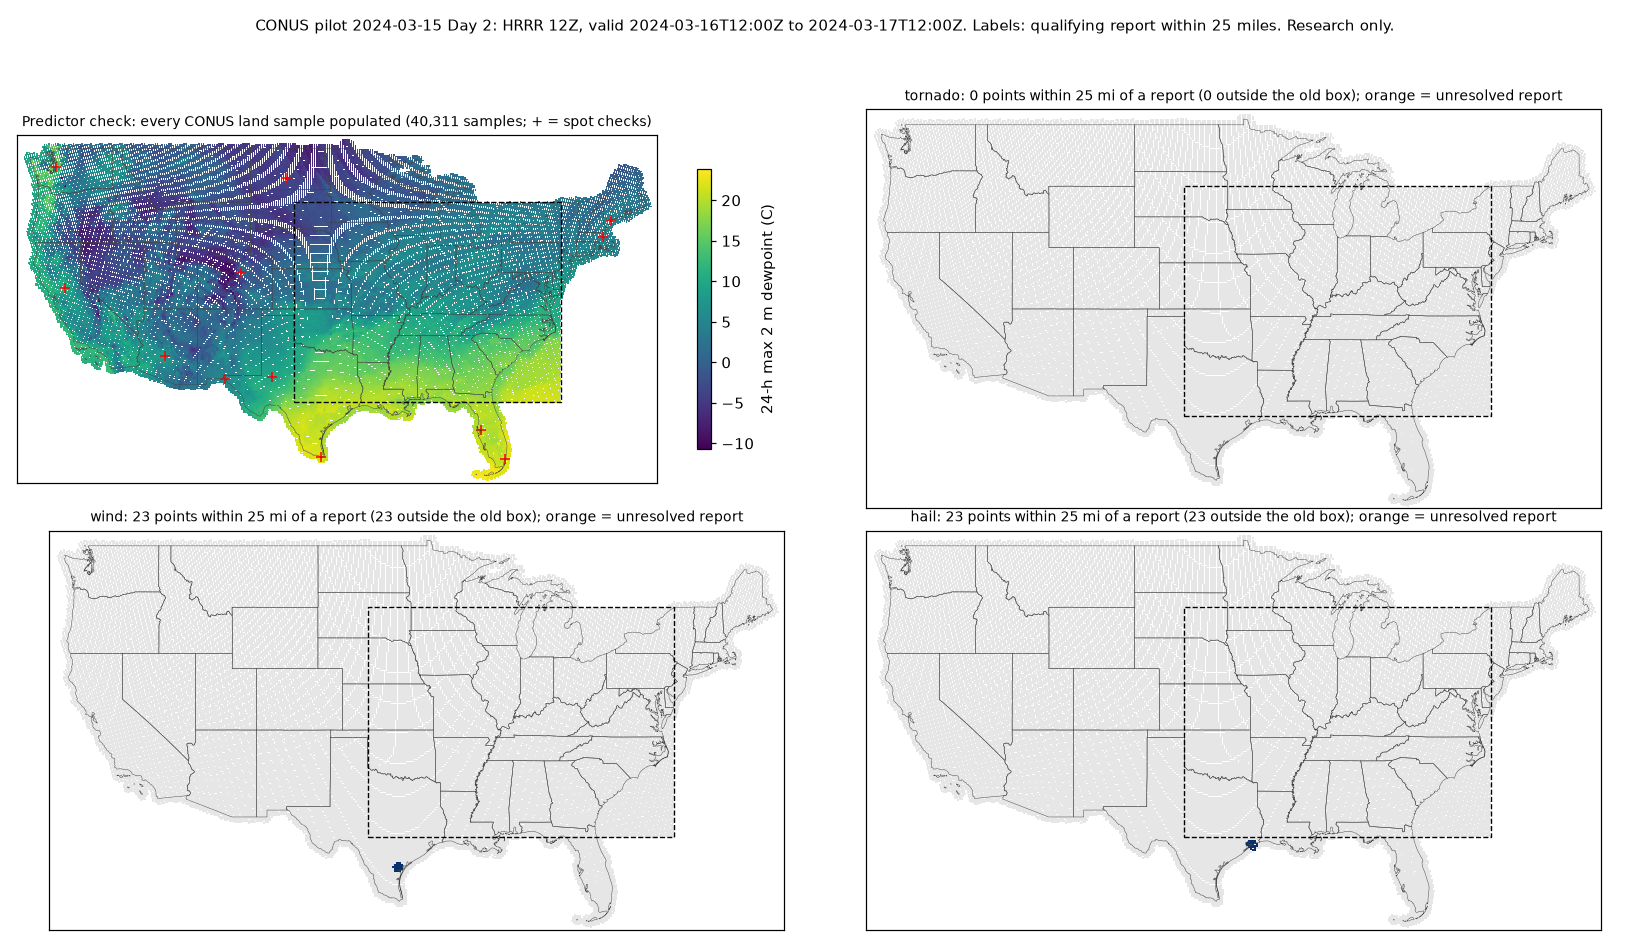 CONUS pilot 2024-03-15 Day 2: HRRR 12Z, valid 2024-03-16T12:00Z to 2024-03-17T12:00Z. Labels: qualifying report within 25 miles. Research only.
Predictor check: every CONUS land sample populated (40,311 samples; + = spot checks)
20
15
10
5
0
−5
−10
24-h max 2 m dewpoint (C)
tornado: 0 points within 25 mi of a report (0 outside the old box); orange = unresolved report
wind: 23 points within 25 mi of a report (23 outside the old box); orange = unresolved report
hail: 23 points within 25 mi of a report (23 outside the old box); orange = unresolved report